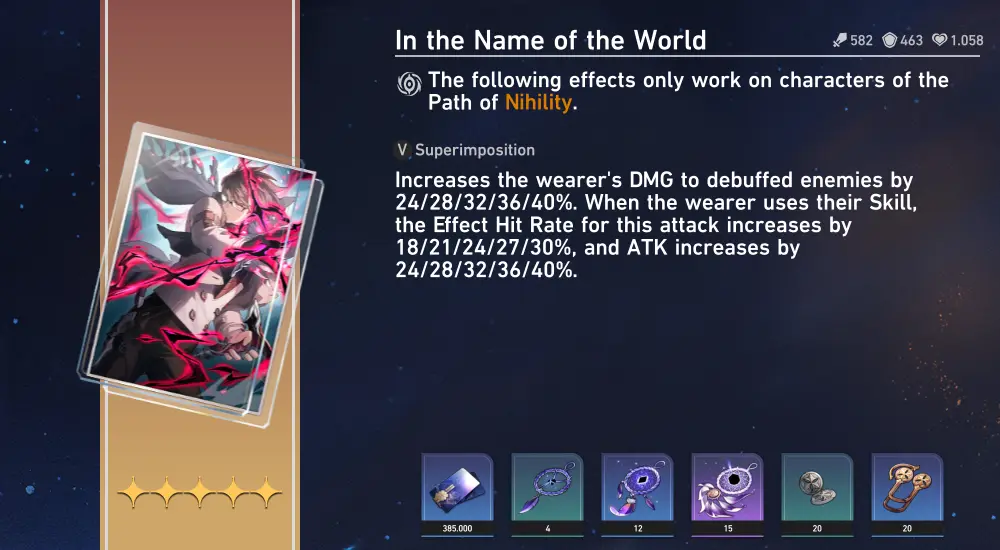 In the Name of the World
582 463 1.058
The following effects only work on characters of the
Path of Nihility.
V Superimposition
Increases the wearer's DMG to debuffed enemies by
24/28/32/36/40%. When the wearer uses their Skill,
the Effect Hit Rate for this attack increases by
18/21/24/27/30%, and ATK increases by
24/28/32/36/40%.
385.000 4 12 15 20 20